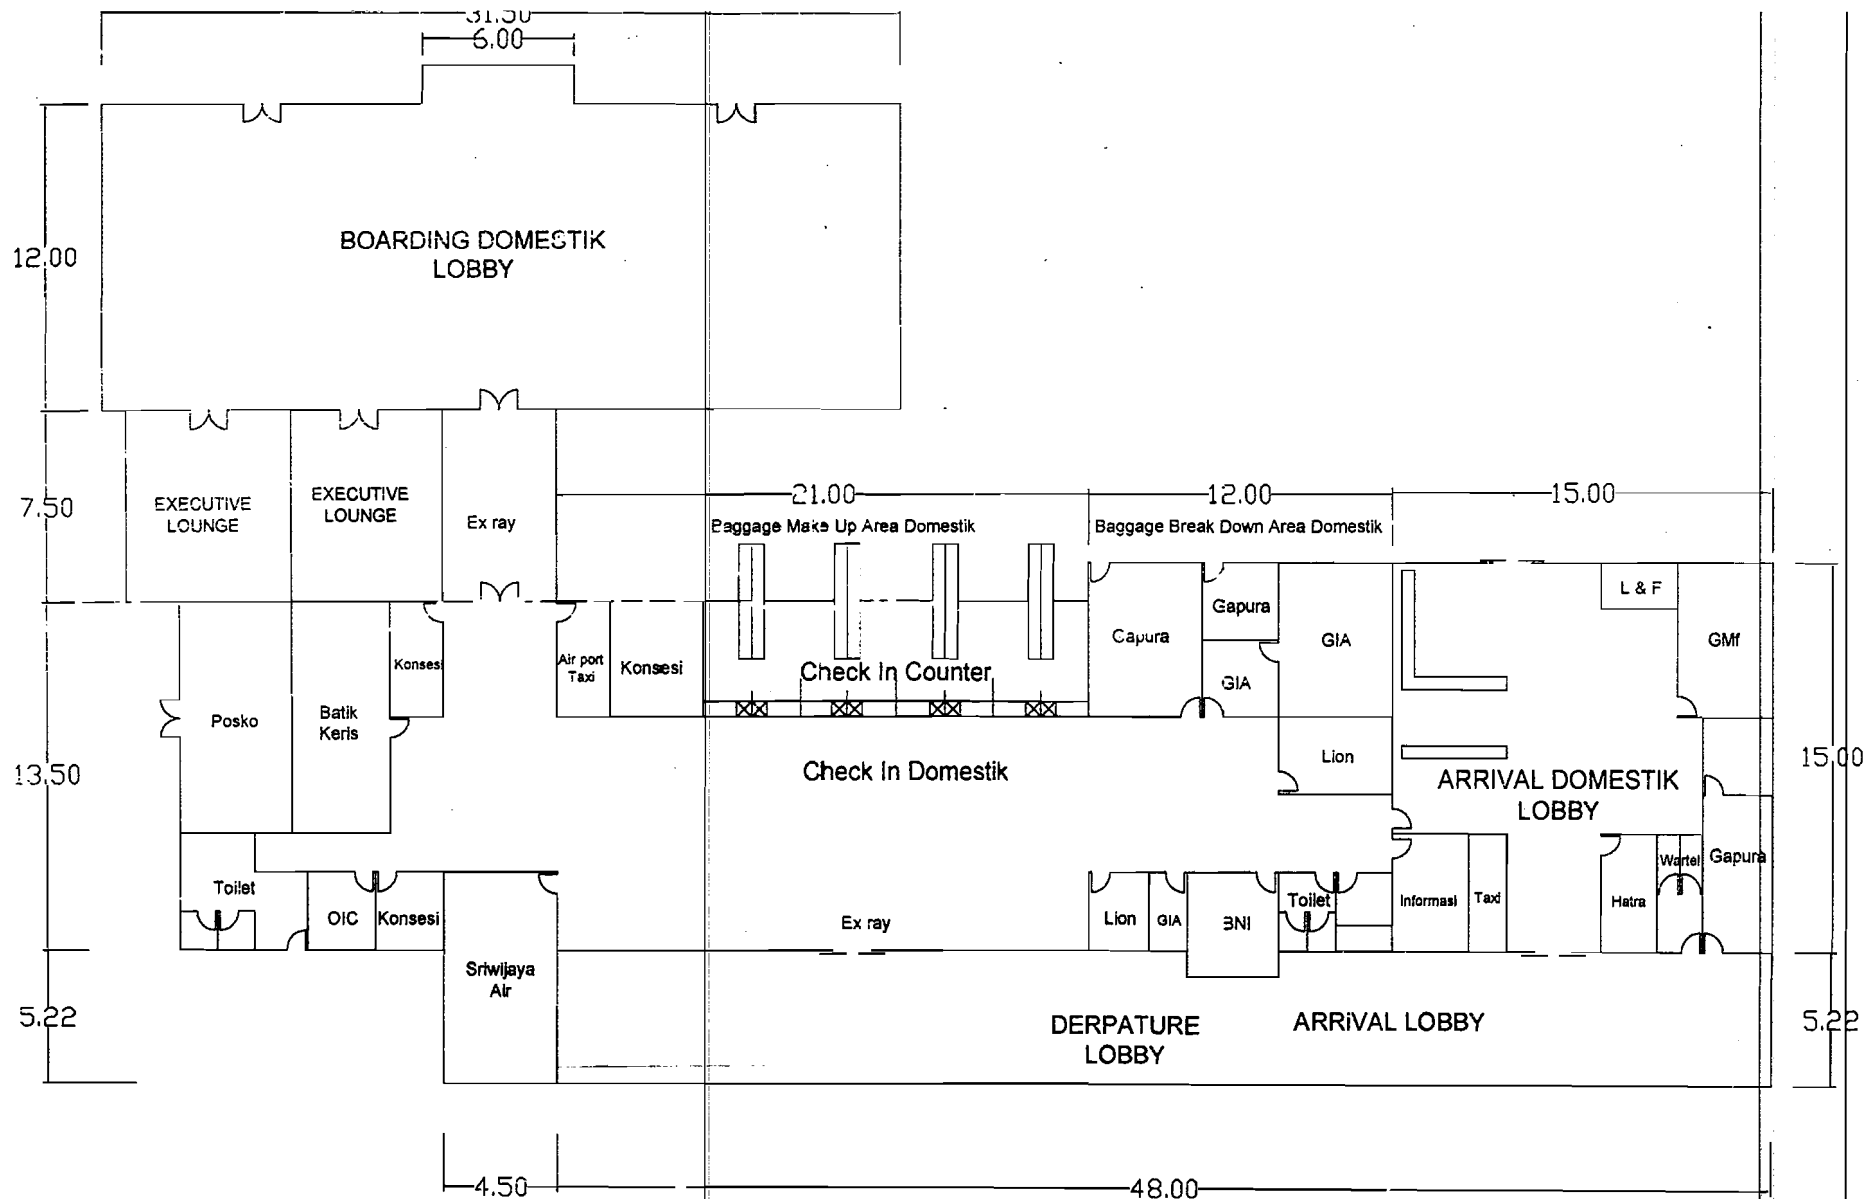 31.50
6.00
BOARDING DOMESTIK
LOBBY
12.00
EXECUTIVE
LOUNGE
EXECUTIVE
LOUNGE
Ex ray
7.50
21.00
12.00
15.00
Baggage Make Up Area Domestik
Baggage Break Down Area Domestik
L & F
Gapura
Capura
GIA
GMf
Konsesi
Air port
Taxi
Konsesi
Check In Counter
GIA
Posko
Batik
Keris
13.50
Check In Domestik
Lion
15.00
ARRIVAL DOMESTIK
LOBBY
Toilet
OIC
Konsesi
Ex ray
Lion
GIA
BNI
Toilet
Informasi
Taxi
Hatra
Wartel
Gapura
Sriwijaya
Air
5.22
DERPATURE
LOBBY
ARRIVAL LOBBY
5.22
4.50
48.00